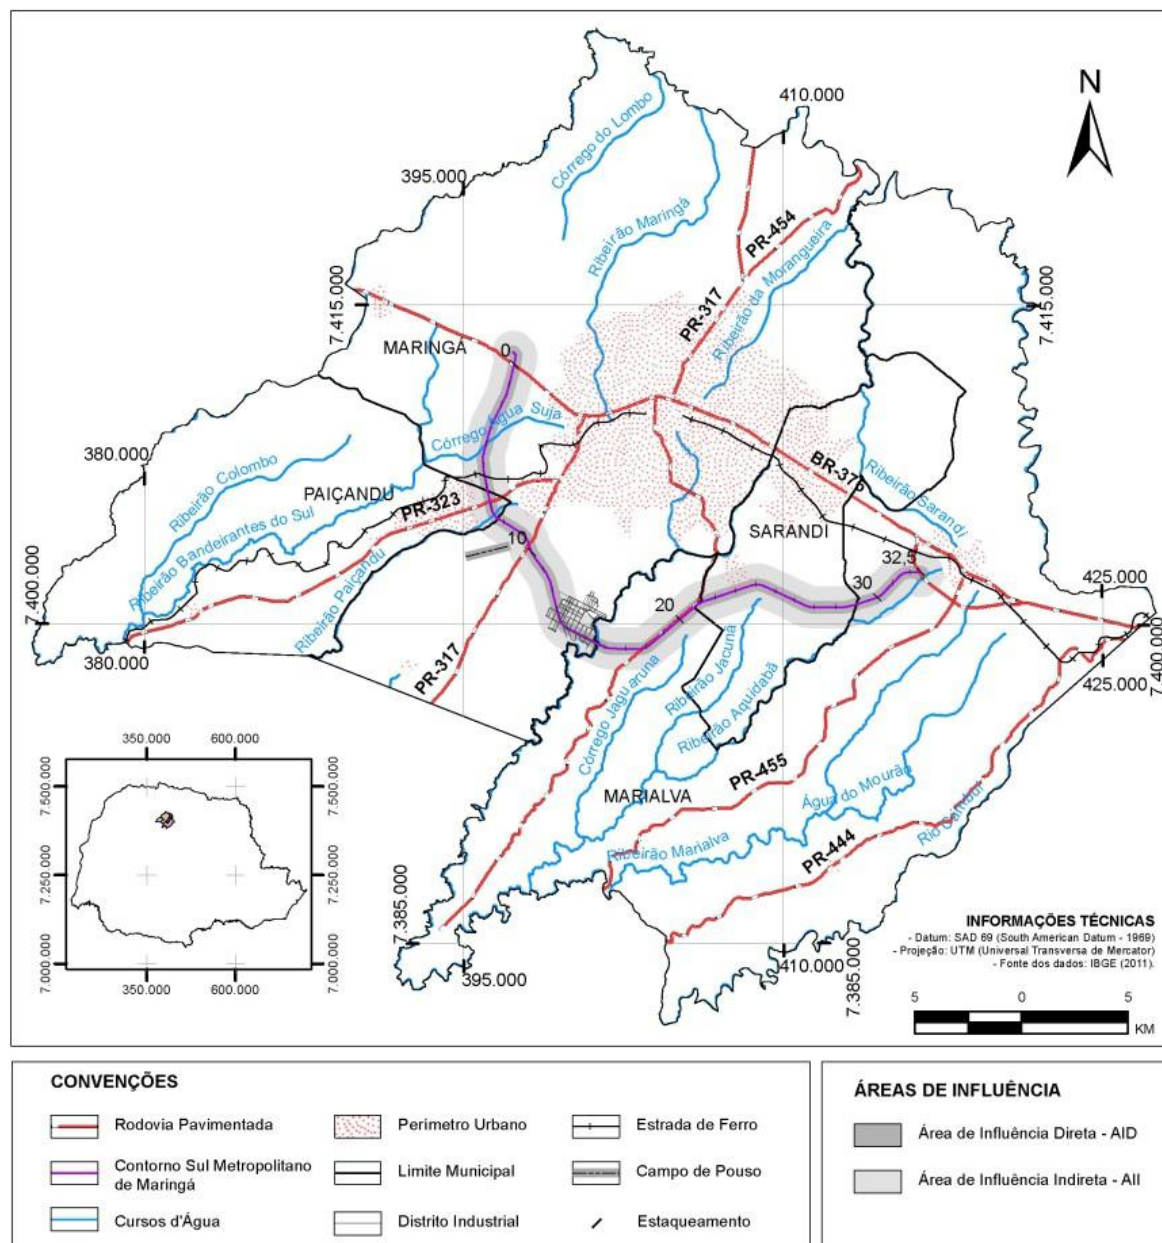 N
410.000
395.000
Córrego do Lombo
Ribeirão Maringá
PR-454
Ribeirão da Morangueira
PR-317
7.415.000
7.415.000
MARINGÁ
0
Córrego Água Suja
380.000
Ribeirão Colombo
PAIÇANDU
PR-323
Ribeirão Bandeirantes do Sul
BR-376
Ribeirão Sarandi
SARANDI
10
Ribeirão Paiçandu
32,5
30
20
425.000
7.400.000
380.000
PR-317
425.000
7.400.000
Córrego Jaguaruna
Ribeirão Jacuna
Ribeirão Aquidabã
PR-455
MARIALVA
Água do Mourão
Rio Cambuí
Ribeirão Marialva
PR-444
350.000
600.000
7.500.000
7.500.000
7.250.000
7.250.000
7.000.000
7.000.000
350.000
600.000
7.385.000
395.000
410.000
7.385.000
INFORMAÇÕES TÉCNICAS
- Datum: SAD 69 (South American Datum - 1969)
- Projeção: UTM (Universal Transversa de Mercator)
- Fonte dos dados: IBGE (2011).
5 0 5
KM
CONVENÇÕES
Rodovia Pavimentada
Contorno Sul Metropolitano
de Maringá
Cursos d'Água
Perímetro Urbano
Limite Municipal
Distrito Industrial
Estrada de Ferro
Campo de Pouso
Estaqueamento
ÁREAS DE INFLUÊNCIA
Área de Influência Direta - AID
Área de Influência Indireta - AII